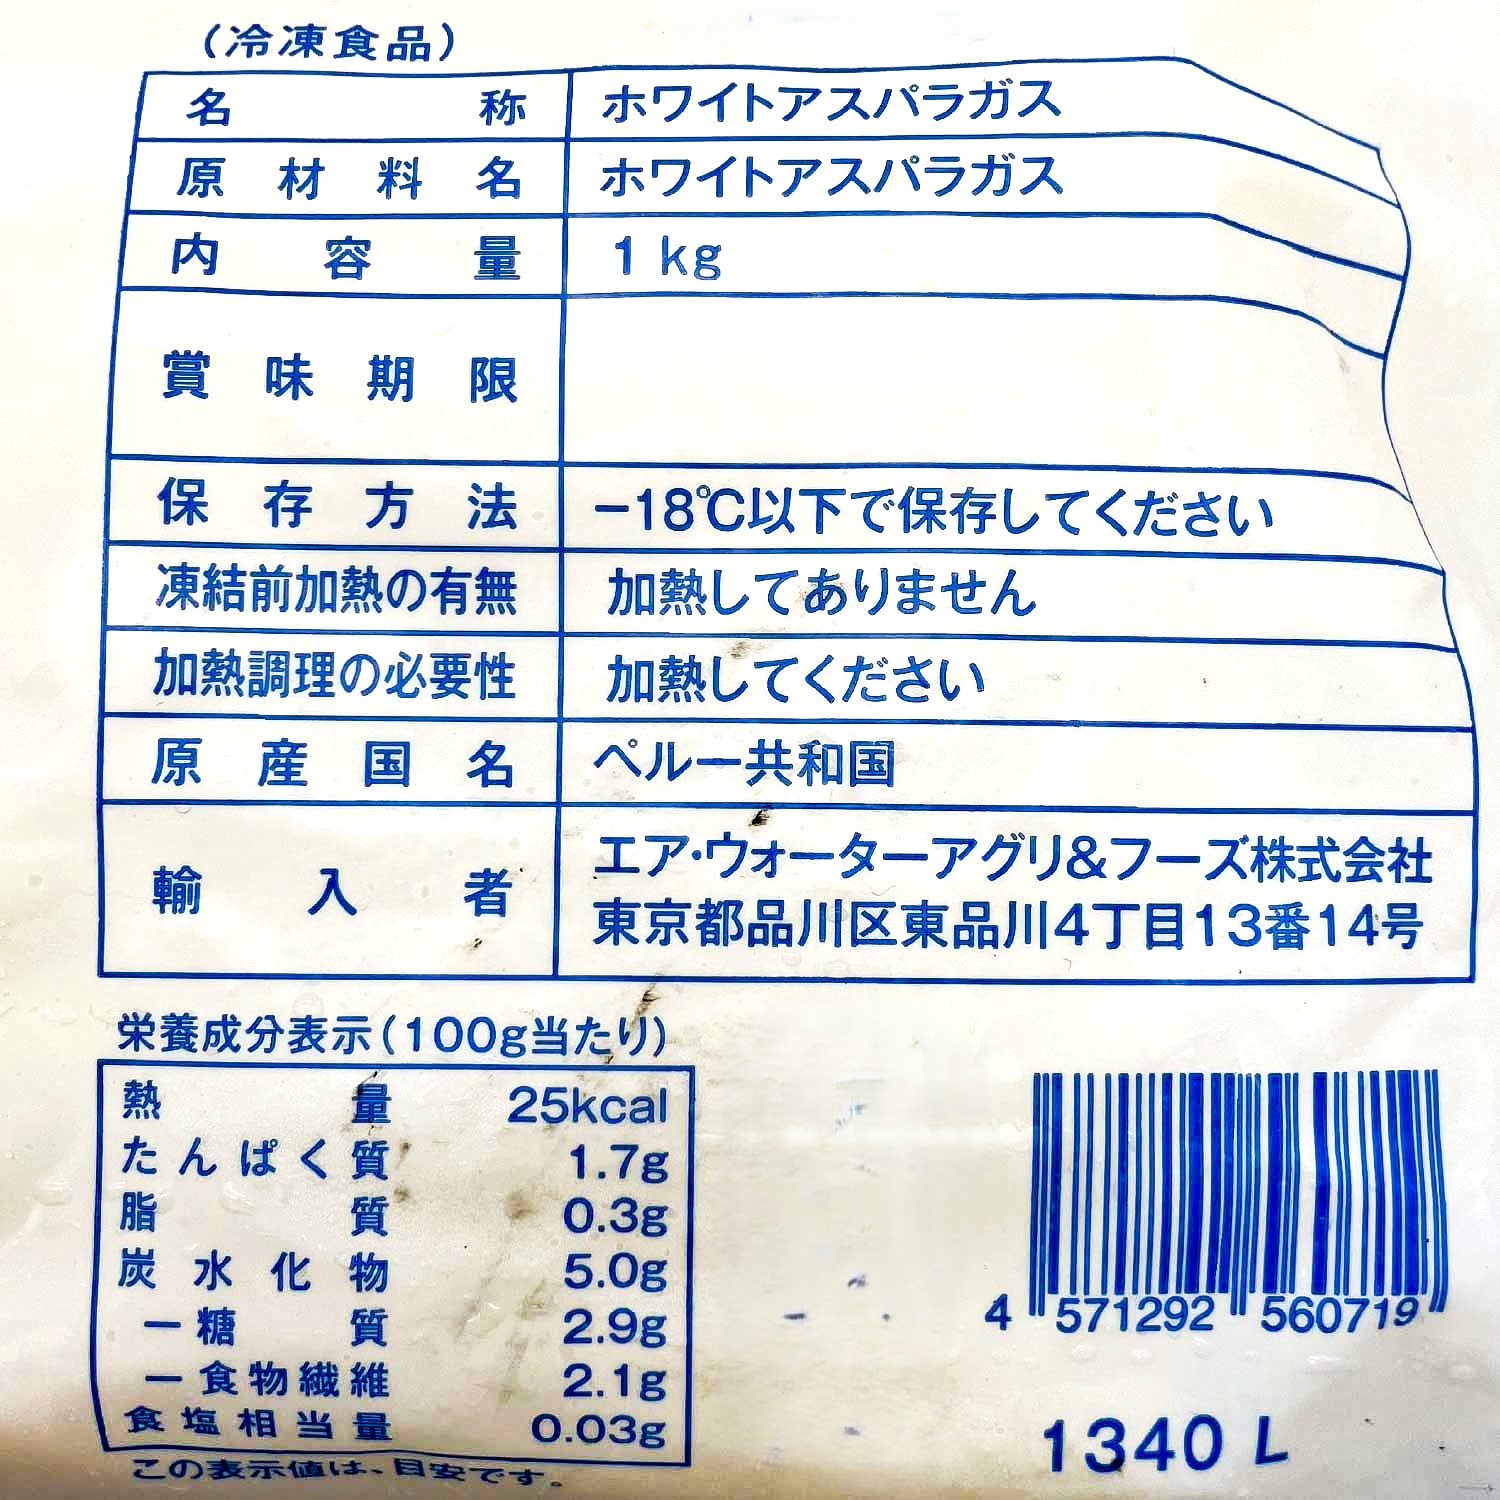 (冷凍食品)
名称 ホワイトアスパラガス
原材料名 ホワイトアスパラガス
内容量 1kg
賞味期限
保存方法 -18℃以下で保存してください
凍結前加熱の有無 加熱してありません
加熱調理の必要性 加熱してください
原産国名 ペルー共和国
輸入者 エア・ウォーターアグリ&フーズ株式会社
東京都品川区東品川4丁目13番14号
栄養成分表示(100g当たり)
熱量 25kcal
たんぱく質 1.7g
脂質 0.3g
炭水化物 5.0g
－糖質 2.9g
－食物繊維 2.1g
食塩相当量 0.03g
この表示値は、目安です。
4 571292 560719
1340 L